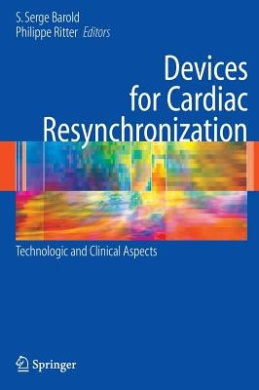 S. Serge Barold
Philippe Ritter Editors
Devices
for Cardiac
Resynchronization
Technologic and Clinical Aspects
Springer